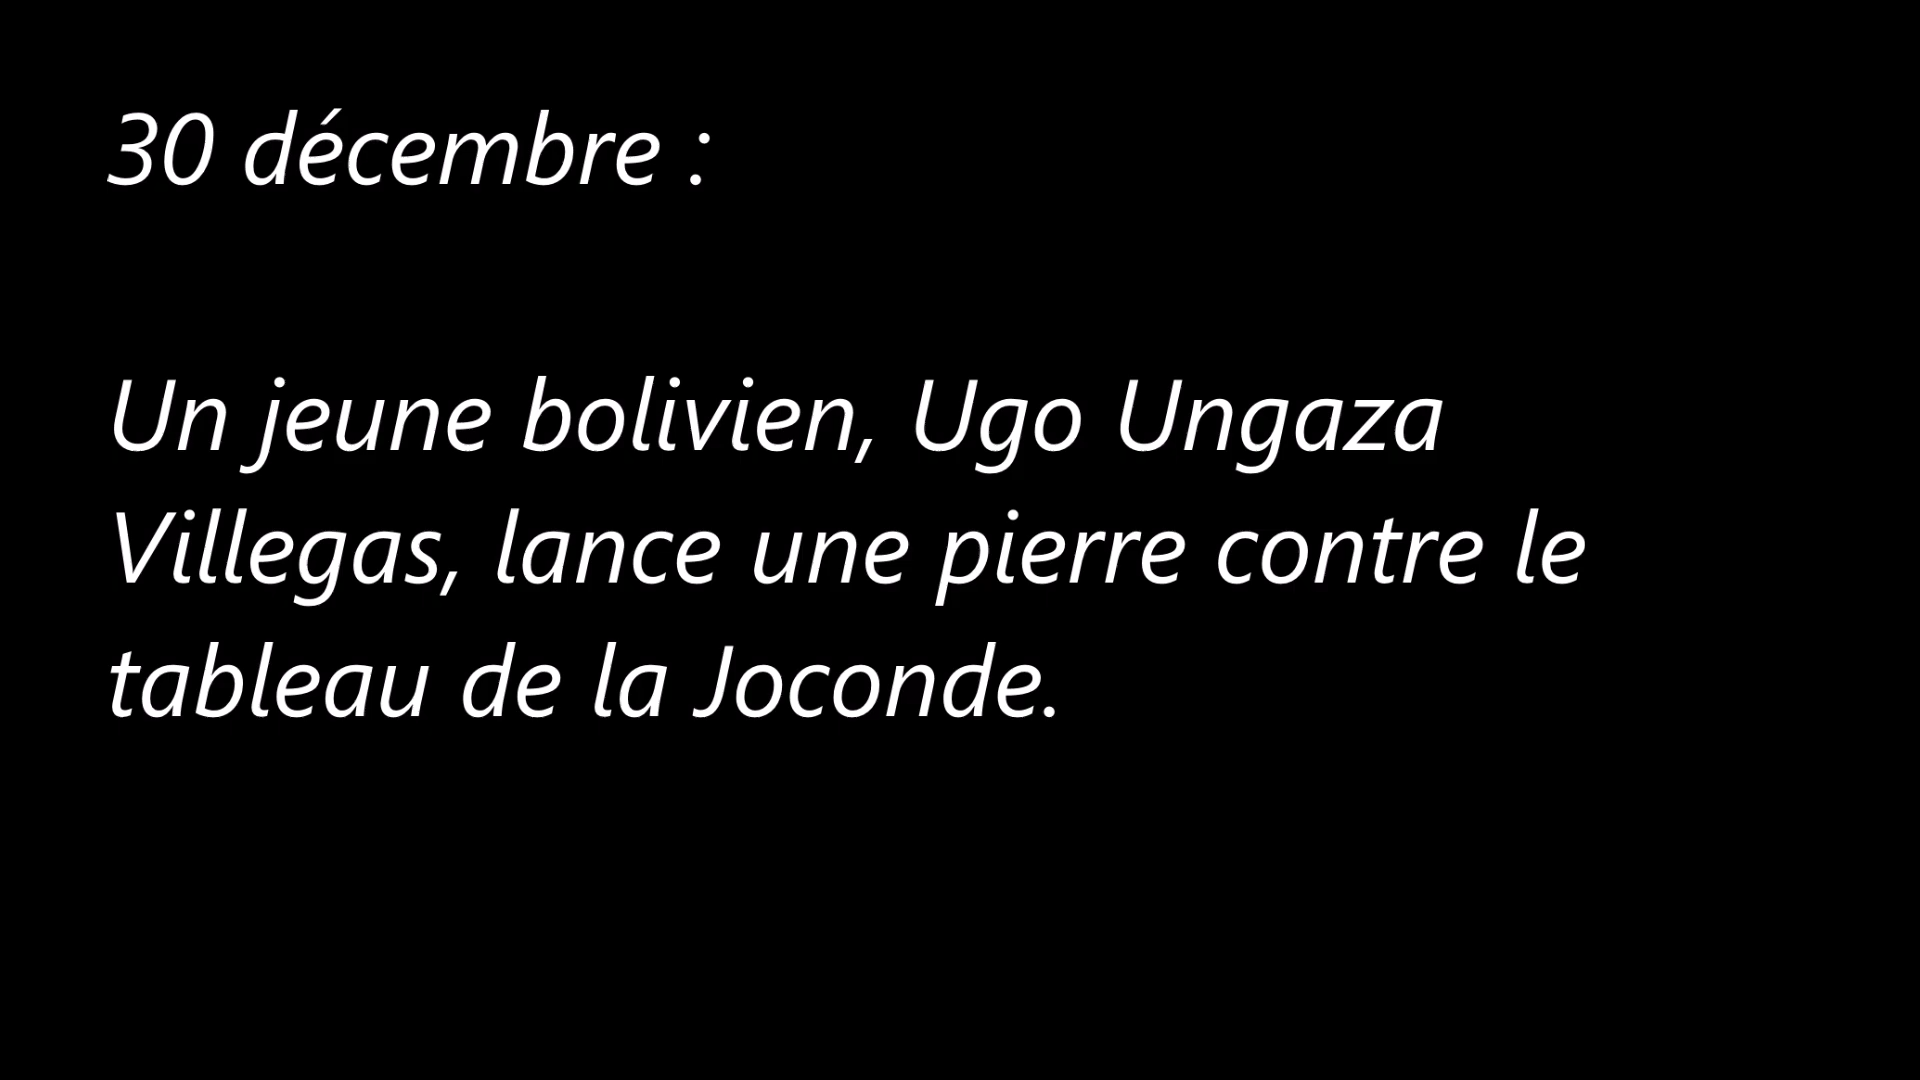 30 décembre :
Un jeune bolivien, Ugo Ungaza
Villegas, lance une pierre contre le
tableau de la Joconde.